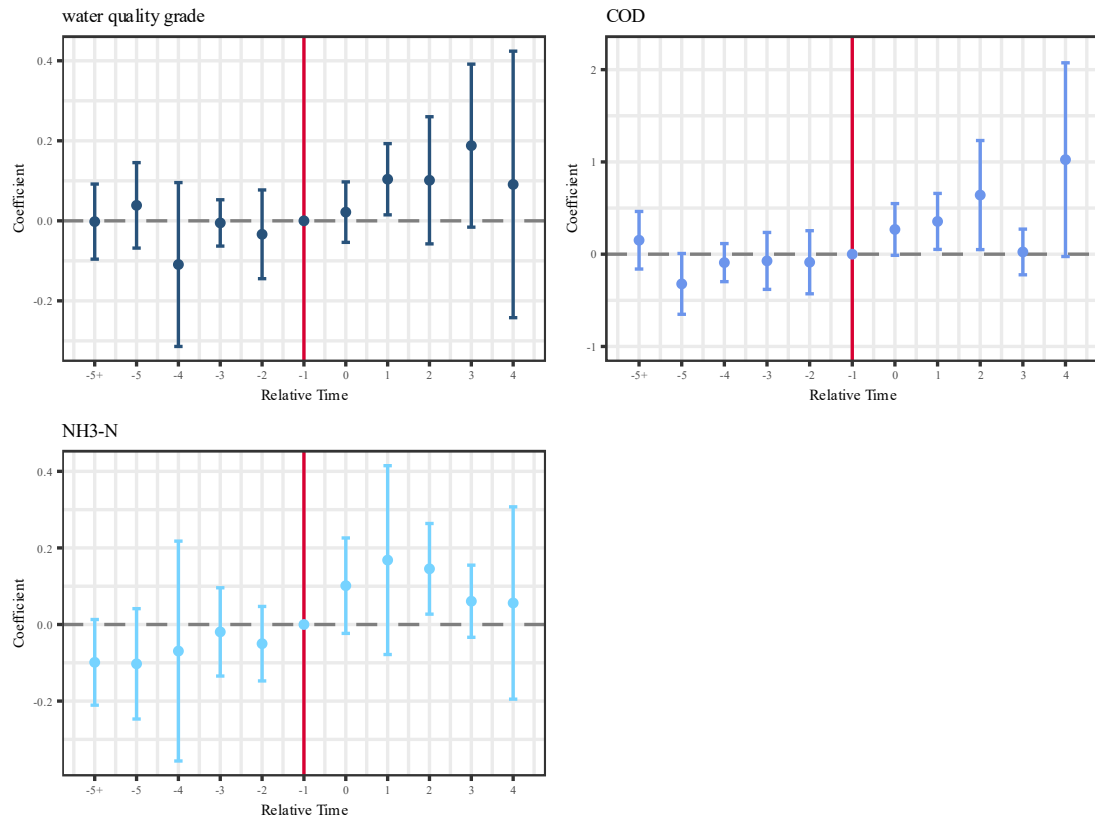 water quality grade
0.4
0.2
0.0
-0.2
Coefficient
-5+ -5 -4 -3 -2 -1 0 1 2 3 4
Relative Time
COD
2
1
0
-1
Coefficient
-5+ -5 -4 -3 -2 -1 0 1 2 3 4
Relative Time
NH3-N
0.4
0.2
0.0
-0.2
Coefficient
-5+ -5 -4 -3 -2 -1 0 1 2 3 4
Relative Time